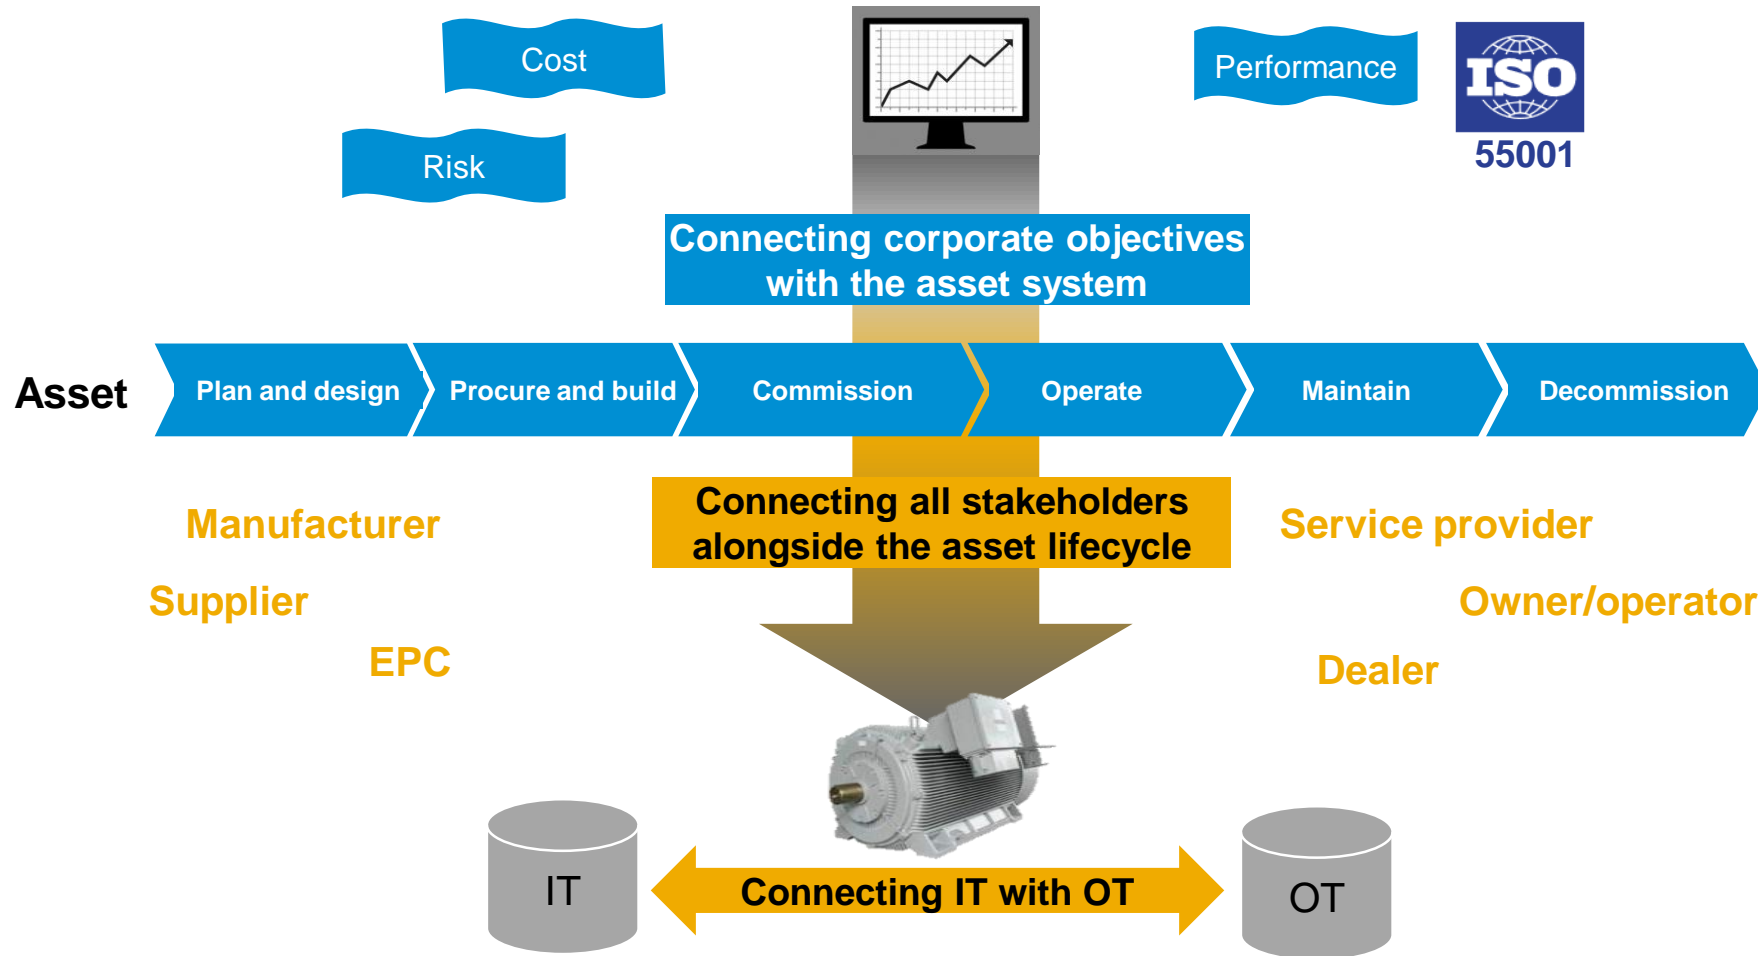 Cost
Performance
ISO
55001
Risk
Connecting corporate objectives
with the asset system
Asset
Plan and design
Procure and build
Commission
Operate
Maintain
Decommission
Connecting all stakeholders
alongside the asset lifecycle
Manufacturer
Service provider
Supplier
Owner/operator
EPC
Dealer
IT
Connecting IT with OT
OT